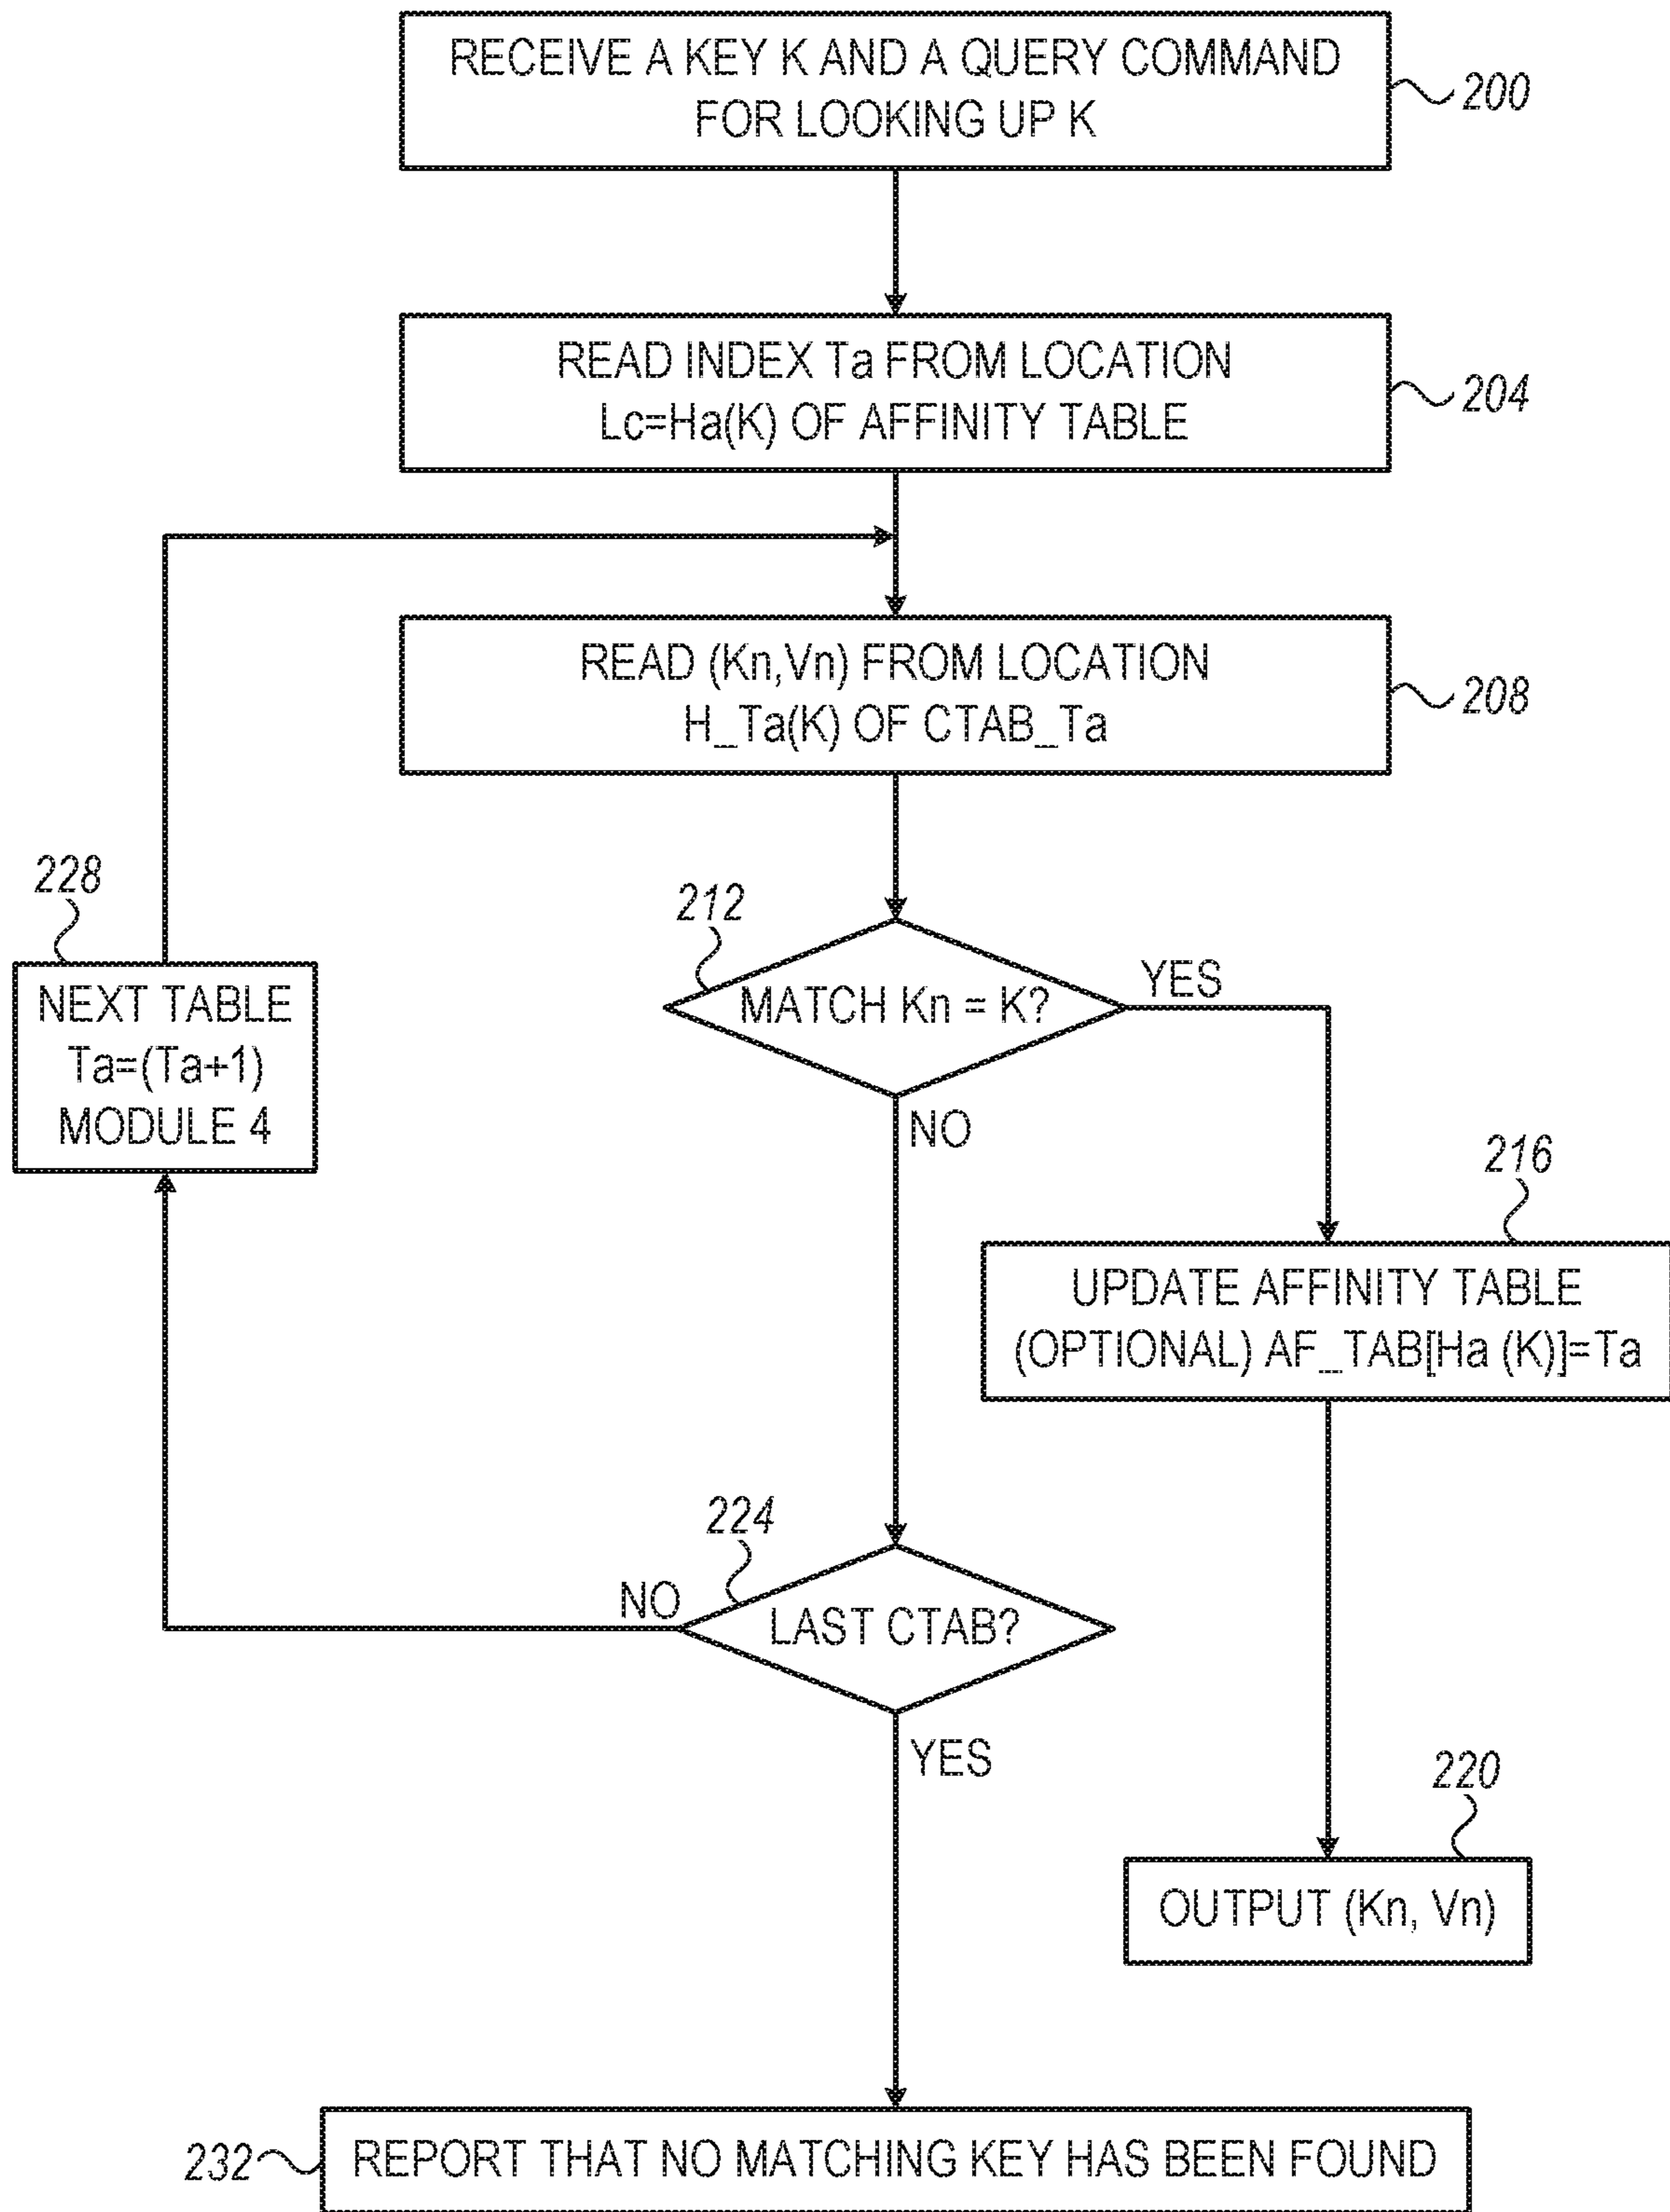 RECEIVE A KEY K AND A QUERY COMMAND
FOR LOOKING UP K
200
READ INDEX Ta FROM LOCATION
Lc=Ha(K) OF AFFINITY TABLE
204
READ (Kn,Vn) FROM LOCATION
H_Ta(K) OF CTAB_Ta
208
228
NEXT TABLE
Ta=(Ta+1)
MODULE 4
212
MATCH Kn = K?
YES
NO
216
UPDATE AFFINITY TABLE
(OPTIONAL) AF_TAB[Ha (K)]=Ta
224
NO
LAST CTAB?
YES
220
OUTPUT (Kn, Vn)
232
REPORT THAT NO MATCHING KEY HAS BEEN FOUND